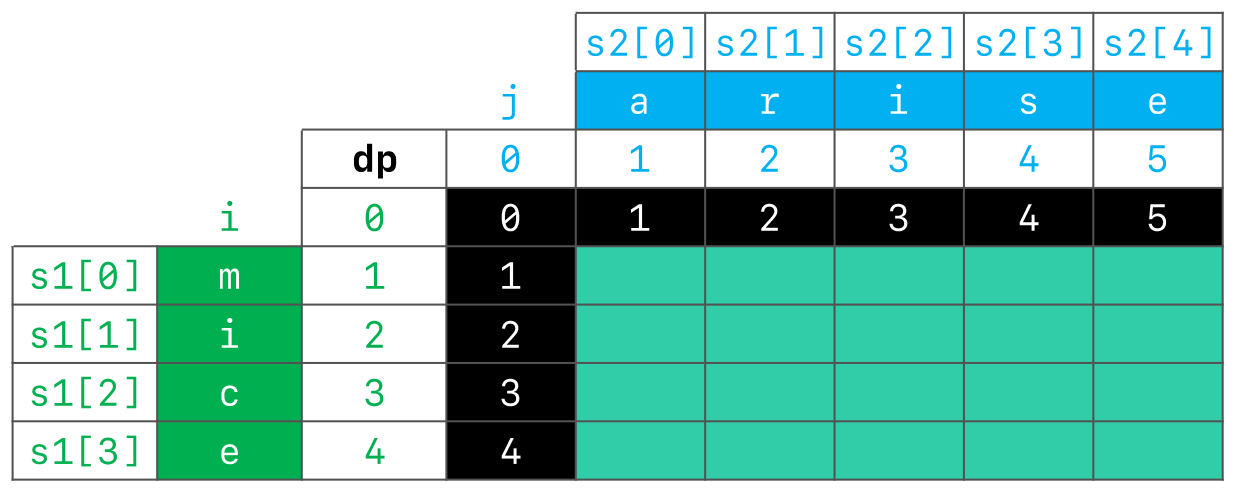 s2[0] s2[1] s2[2] s2[3] s2[4]
j a r i s e
dp 0 1 2 3 4 5
i 0 0 1 2 3 4 5
s1[0] m 1 1
s1[1] i 2 2
s1[2] c 3 3
s1[3] e 4 4